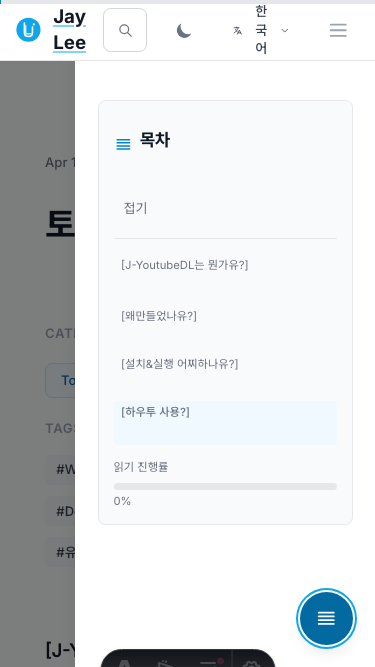 Jay
Lee
한
국
어
Apr 1
토
목차
접기
[J-YoutubeDL는 뭔가유?]
CATE
[왜만들었나유?]
[설치&실행 어찌하나유?]
To
[하우투 사용?]
TAGS
#W
읽기 진행률
0%
#D
#유
[J-Y